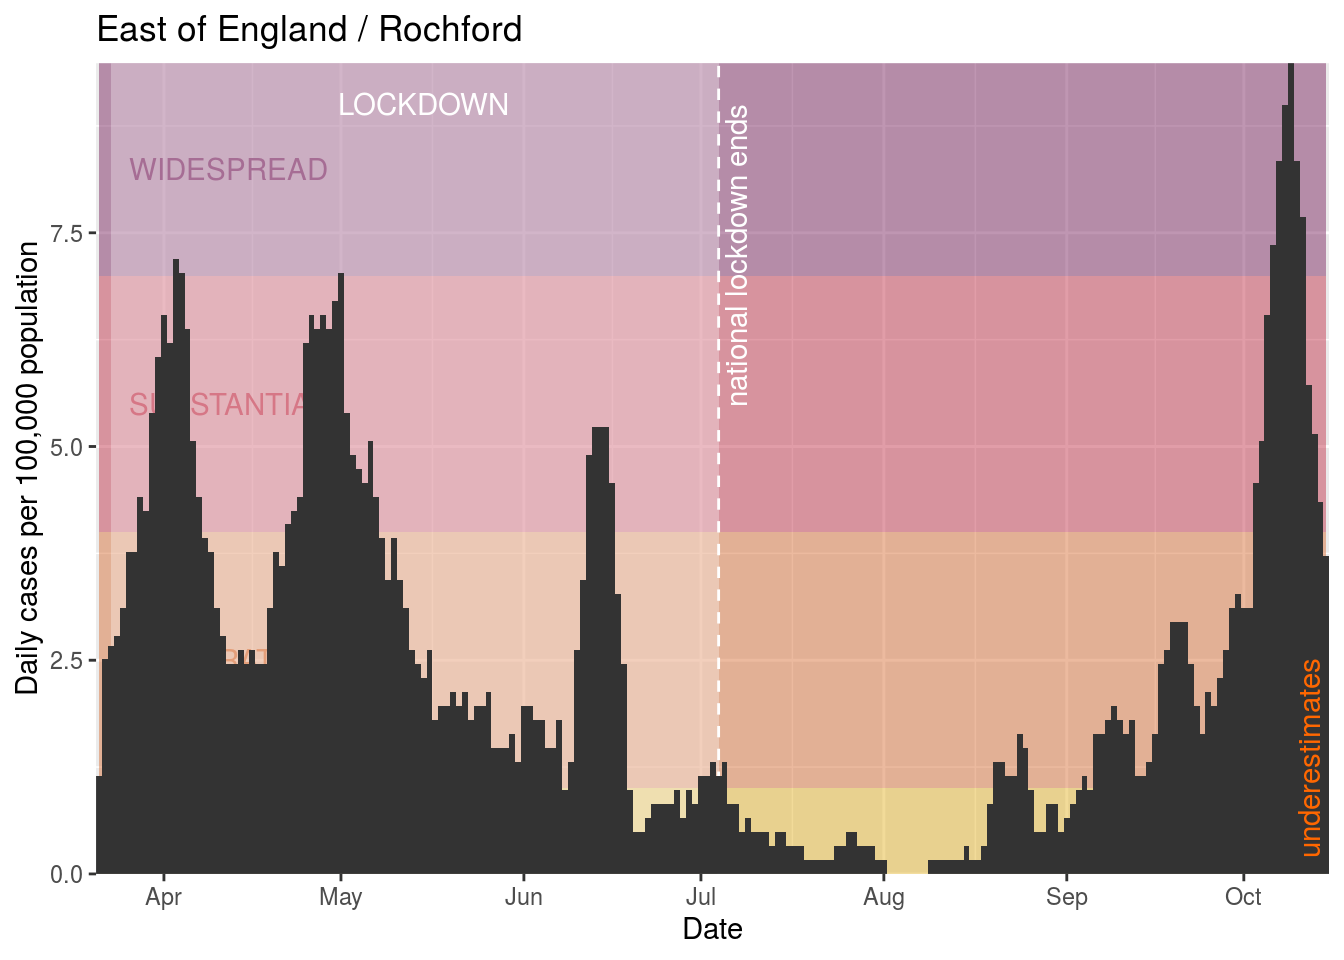 East of England / Rochford
LOCKDOWN
WIDESPREAD
national lockdown ends
7.5
5.0
2.5
0.0
Daily cases per 100,000 population
underestimates
Apr
May
Jun
Jul
Aug
Sep
Oct
Date